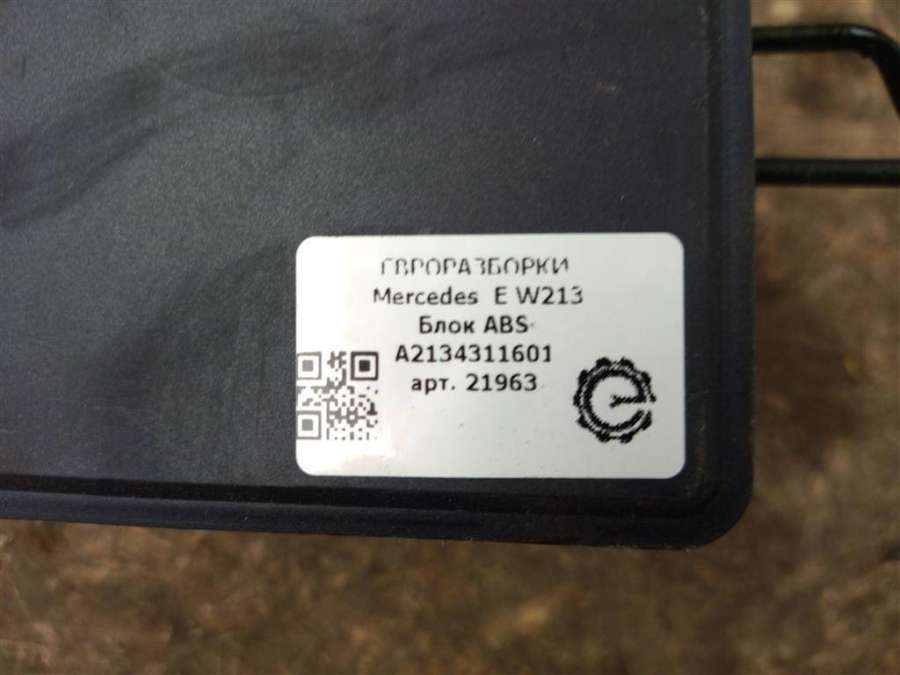 ЕВРОРАЗБОРКИ
Mercedes E W213
Блок ABS
A2134311601
арт. 21963